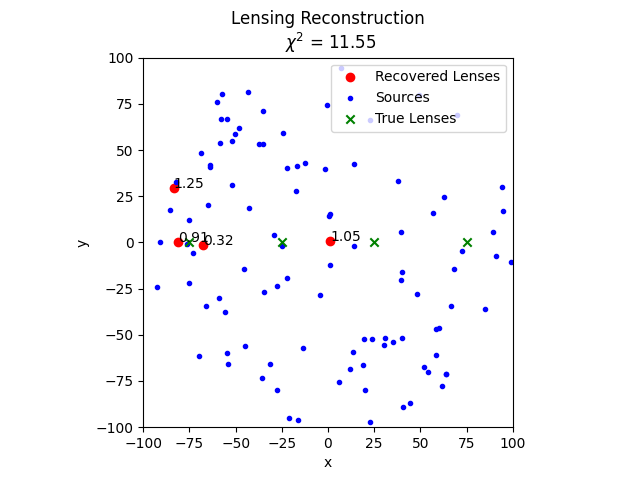 Lensing Reconstruction
χ² = 11.55
Recovered Lenses
Sources
True Lenses
1.25
0.91
0.32
1.05
100
75
50
25
0
−25
−50
−75
−100
y
−100 −75 −50 −25 0 25 50 75 100
x